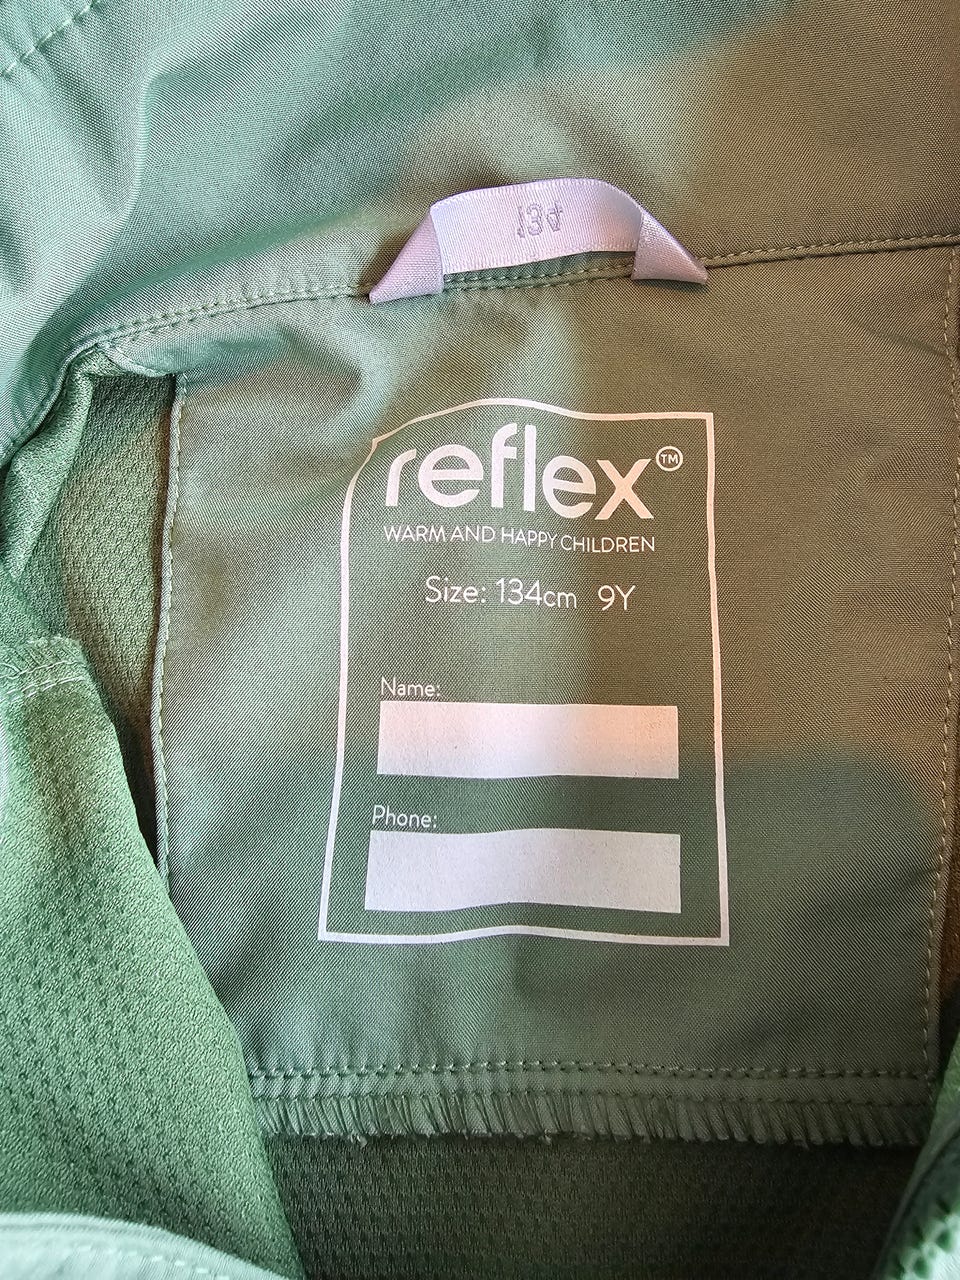 134
reflex™
WARM AND HAPPY CHILDREN
Size: 134cm 9Y
Name:
Phone: